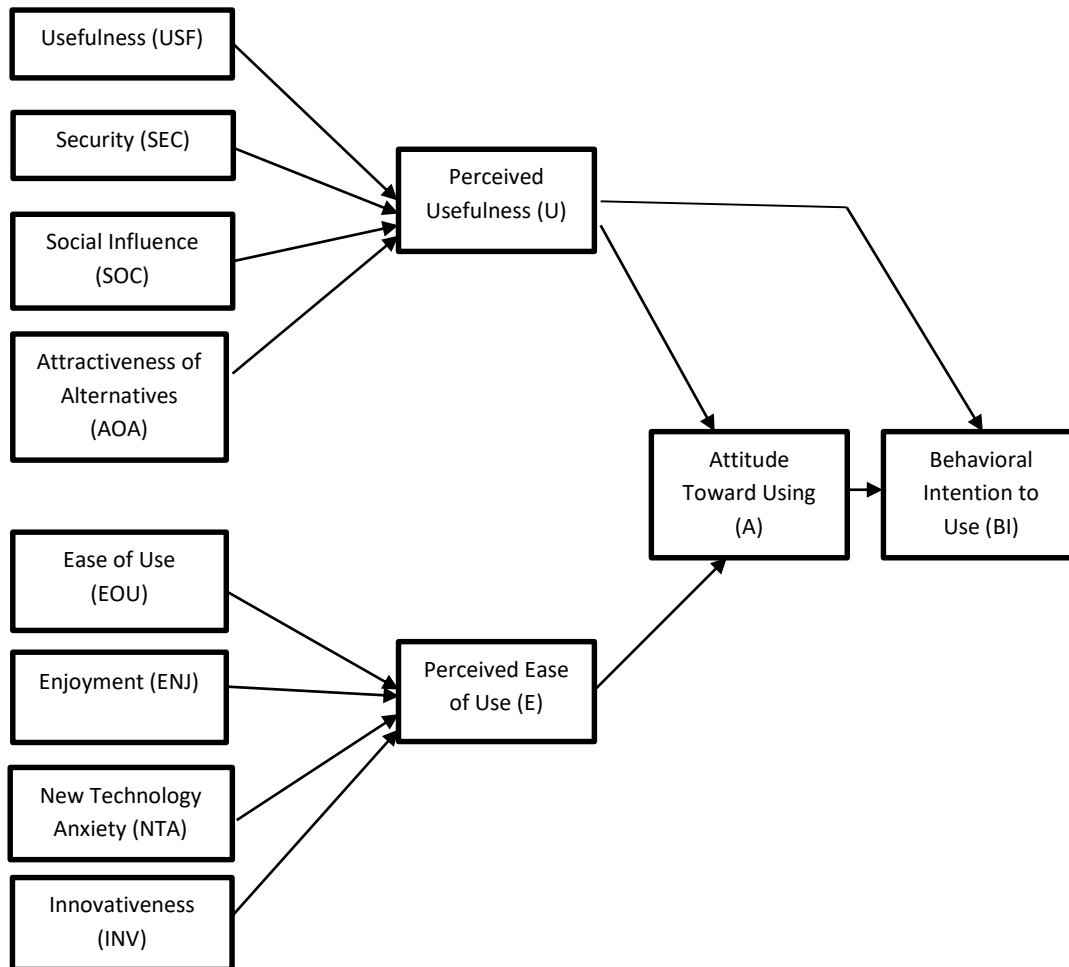 Usefulness (USF)
Security (SEC)
Social Influence
(SOC)
Attractiveness of
Alternatives
(AOA)
Perceived
Usefulness (U)
Attitude
Toward Using
(A)
Behavioral
Intention to
Use (BI)
Ease of Use
(EOU)
Enjoyment (ENJ)
New Technology
Anxiety (NTA)
Innovativeness
(INV)
Perceived Ease
of Use (E)